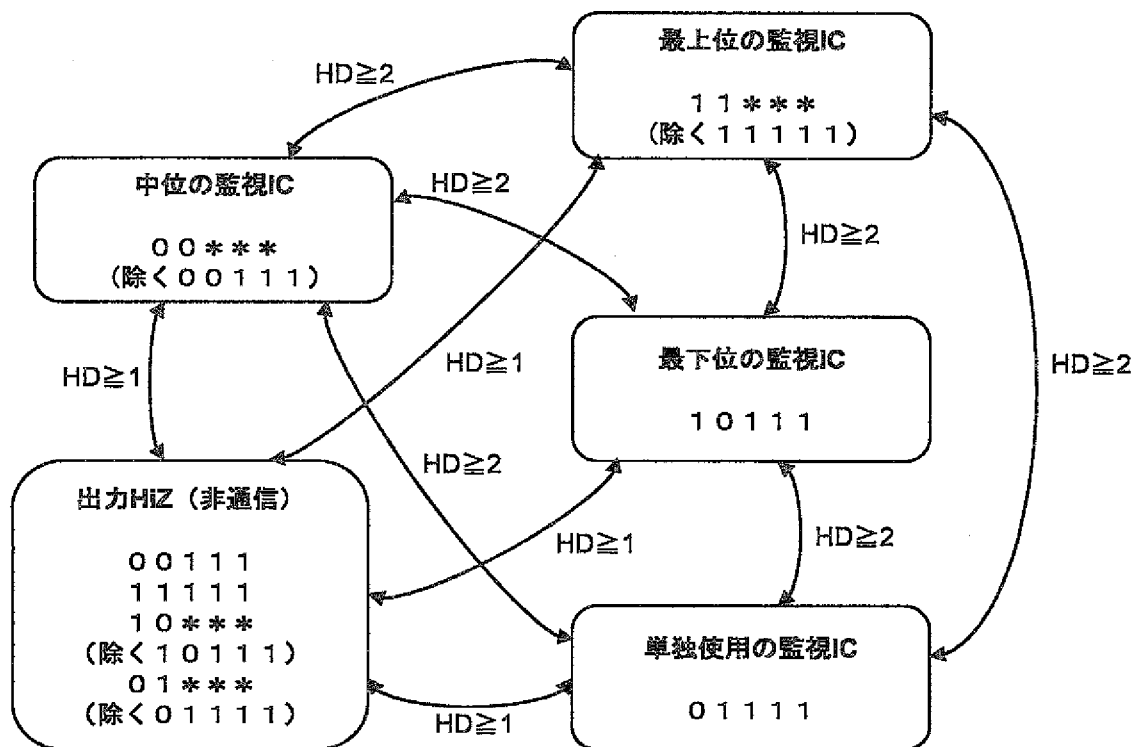 最上位の監視IC
11***
(除く11111)
HD≧2
中位の監視IC
00***
(除く00111)
HD≧2
HD≧2
HD≧1
HD≧1
HD≧2
最下位の監視IC
10111
HD≧2
出力HiZ(非通信)
00111
11111
10***
(除く10111)
01***
(除く01111)
HD≧1
HD≧2
HD≧1
単独使用の監視IC
01111